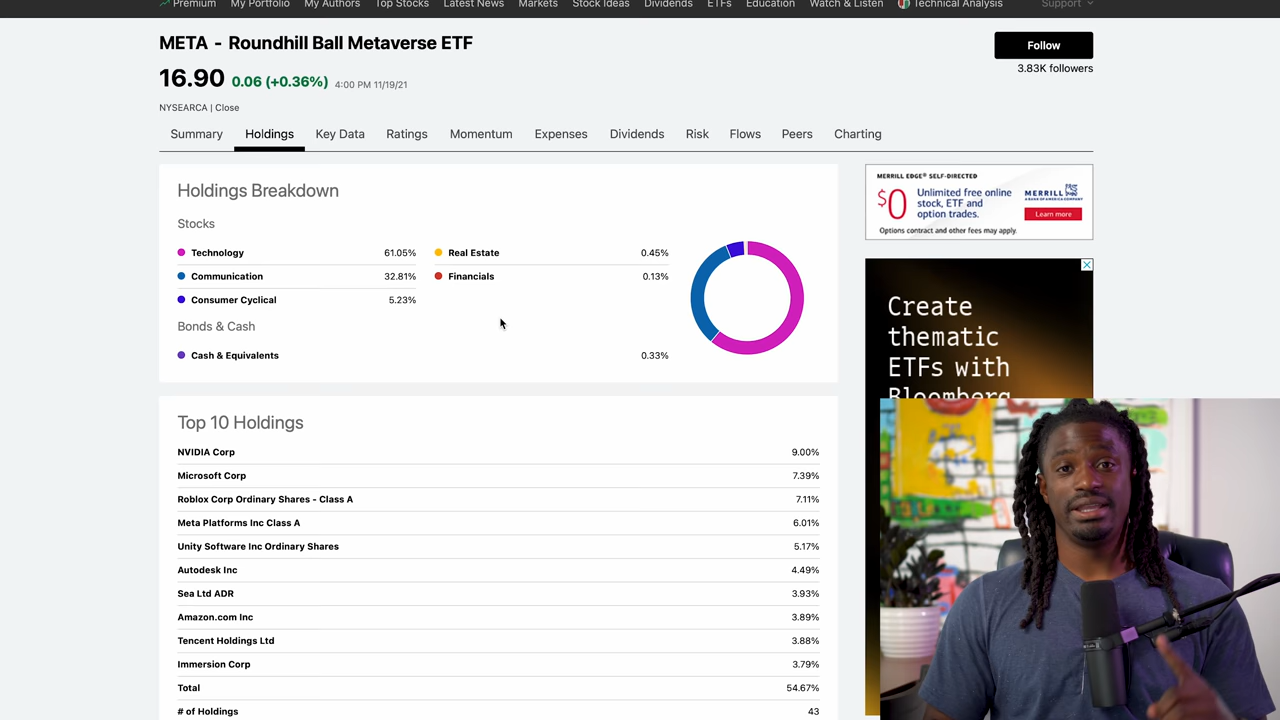 Premium My Portfolio My Authors Top Stocks Latest News Markets Stock Ideas Dividends ETFs Education Watch & Listen Technical Analysis Support
META - Roundhill Ball Metaverse ETF
Follow
16.90 0.06 (+0.36%) 4:00 PM 11/19/21
3.83K followers
NYSEARCA | Close
Summary Holdings Key Data Ratings Momentum Expenses Dividends Risk Flows Peers Charting
Holdings Breakdown
Stocks
Technology 61.05% Real Estate 0.45%
Communication 32.81% Financials 0.13%
Consumer Cyclical 5.23%
Bonds & Cash
Cash & Equivalents 0.33%
MERRILL EDGE® SELF-DIRECTED
$0 Unlimited free online
stock, ETF and
option trades.
MERRILL
A BANK OF AMERICA COMPANY
Learn more
Options contract and other fees may apply.
Create
thematic
ETFs with
Bloomberg
Top 10 Holdings
NVIDIA Corp 9.00%
Microsoft Corp 7.39%
Roblox Corp Ordinary Shares - Class A 7.11%
Meta Platforms Inc Class A 6.01%
Unity Software Inc Ordinary Shares 5.17%
Autodesk Inc 4.49%
Sea Ltd ADR 3.93%
Amazon.com Inc 3.89%
Tencent Holdings Ltd 3.88%
Immersion Corp 3.79%
Total 54.67%
# of Holdings 43